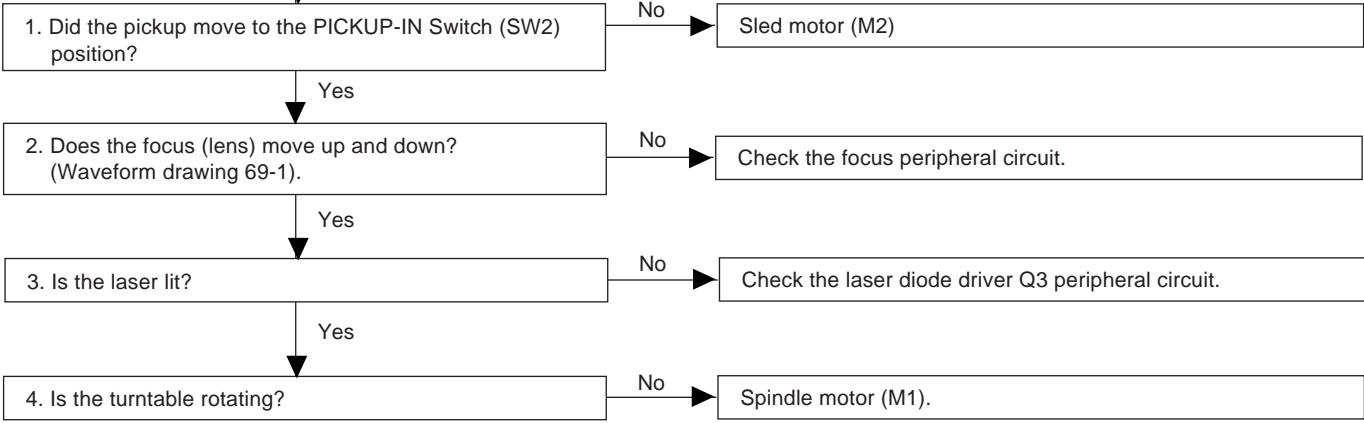 1. Did the pickup move to the PICKUP-IN Switch (SW2)
position?
No
Sled motor (M2)
Yes
2. Does the focus (lens) move up and down?
(Waveform drawing 69-1).
No
Check the focus peripheral circuit.
Yes
3. Is the laser lit?
No
Check the laser diode driver Q3 peripheral circuit.
Yes
4. Is the turntable rotating?
No
Spindle motor (M1).